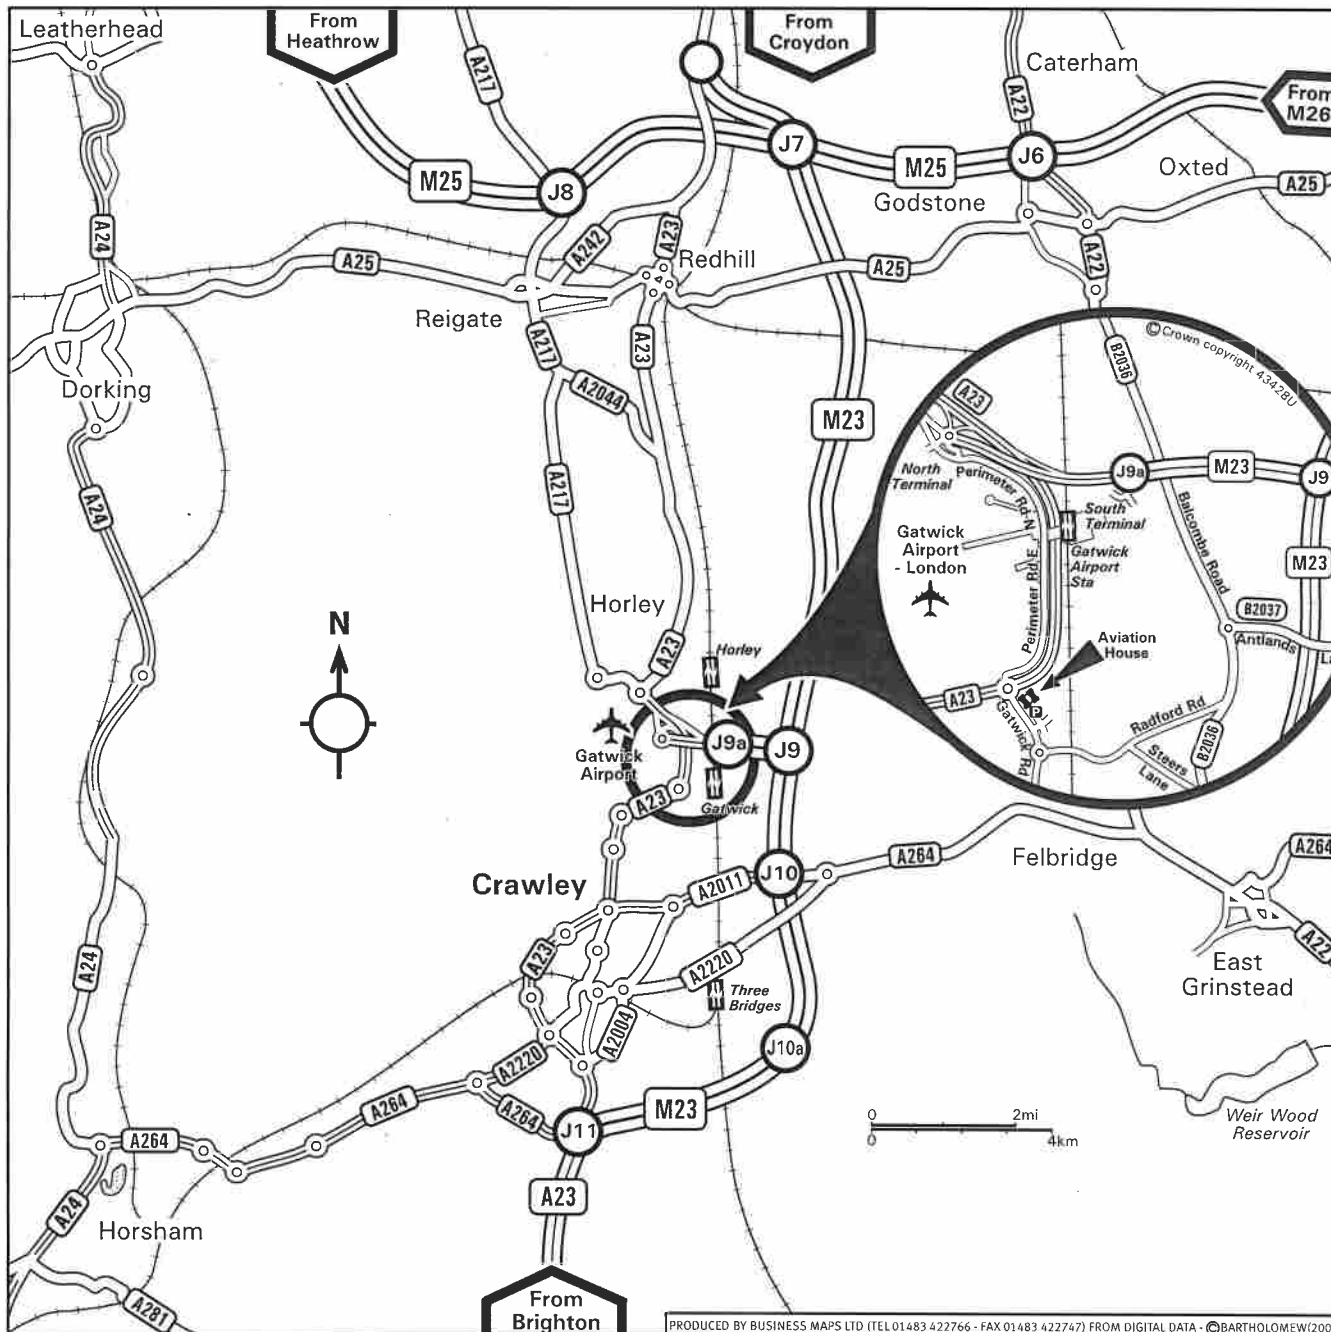 Leatherhead
From
Heathrow
From
Croydon
Caterham
From
M26
A217
A22
J7
J6
M25
J8
M25
Oxted
Godstone
A25
A24
A242
A23
Redhill
A25
A25
A22
Reigate
A217
A23
Dorking
A2044
M23
B2036
© Crown copyright 43428U
A24
A217
A23
North
Terminal
Perimeter Rd N
J9a
M23
J9
South
Terminal
Gatwick
Airport
- London
Gatwick
Airport
Sta
Perimeter Rd E
Balcombe Road
M23
B2037
Antlands
L
Aviation
House
A23
P
Gatwick Rd
Radford Rd
Steers
Lane
B2036
N
Horley
A23
Horley
J9a
J9
Gatwick
Airport
A23
Gatwick
Crawley
A2011
J10
A264
Felbridge
A264
A23
A2220
A24
Three
Bridges
A22
East
Grinstead
A2004
J10a
A2220
A264
A264
J11
M23
0 2mi
0 4km
Weir Wood
Reservoir
A264
A24
Horsham
A23
A281
From
Brighton
PRODUCED BY BUSINESS MAPS LTD (TEL 01483 422766 - FAX 01483 422747) FROM DIGITAL DATA - ©BARTHOLOMEW(200